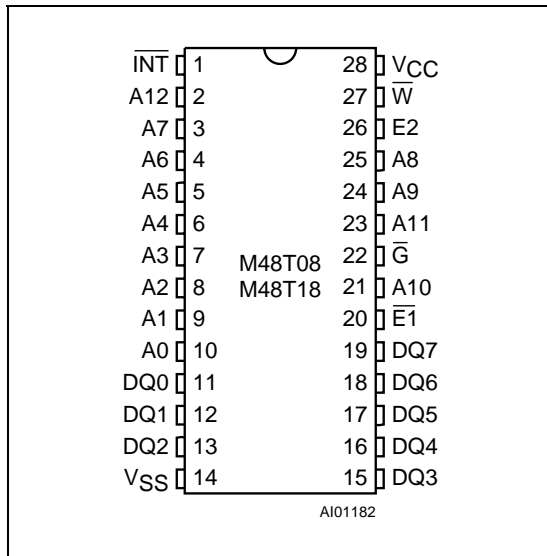 I̅N̅T̅ 1 28 VCC
A12 2 27 W̅
A7 3 26 E2
A6 4 25 A8
A5 5 24 A9
A4 6 23 A11
A3 7 22 G̅
M48T08
A2 8 21 A10
M48T18
A1 9 20 E̅1̅
A0 10 19 DQ7
DQ0 11 18 DQ6
DQ1 12 17 DQ5
DQ2 13 16 DQ4
VSS 14 15 DQ3
AI01182